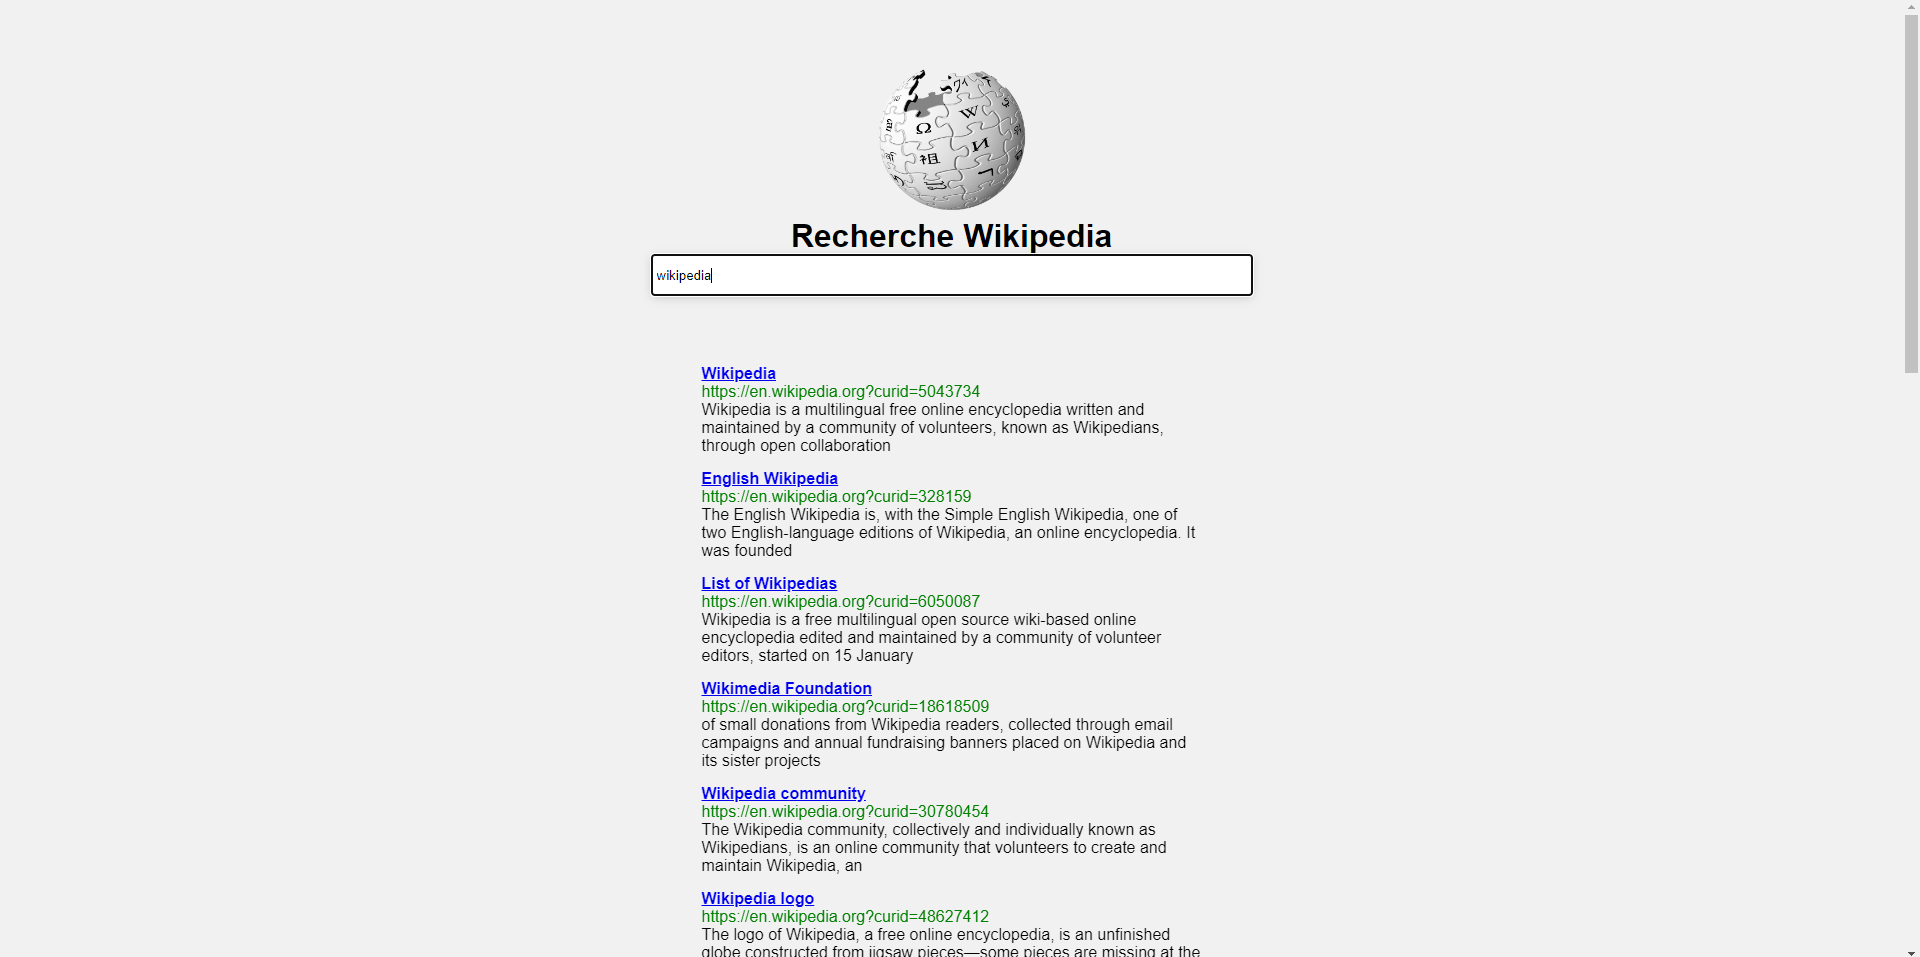 Ω W И 祖
Recherche Wikipedia
wikipedia
Wikipedia
https://en.wikipedia.org?curid=5043734
Wikipedia is a multilingual free online encyclopedia written and
maintained by a community of volunteers, known as Wikipedians,
through open collaboration
English Wikipedia
https://en.wikipedia.org?curid=328159
The English Wikipedia is, with the Simple English Wikipedia, one of
two English-language editions of Wikipedia, an online encyclopedia. It
was founded
List of Wikipedias
https://en.wikipedia.org?curid=6050087
Wikipedia is a free multilingual open source wiki-based online
encyclopedia edited and maintained by a community of volunteer
editors, started on 15 January
Wikimedia Foundation
https://en.wikipedia.org?curid=18618509
of small donations from Wikipedia readers, collected through email
campaigns and annual fundraising banners placed on Wikipedia and
its sister projects
Wikipedia community
https://en.wikipedia.org?curid=30780454
The Wikipedia community, collectively and individually known as
Wikipedians, is an online community that volunteers to create and
maintain Wikipedia, an
Wikipedia logo
https://en.wikipedia.org?curid=48627412
The logo of Wikipedia, a free online encyclopedia, is an unfinished
globe constructed from jigsaw pieces—some pieces are missing at the